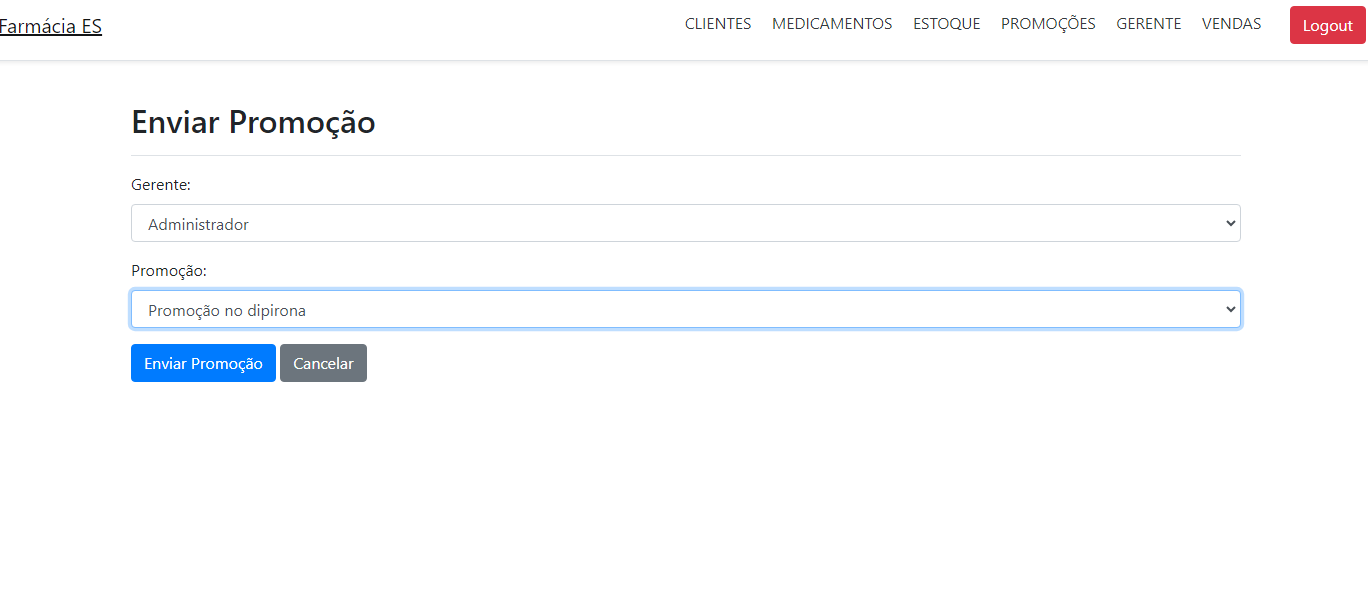 Farmácia ES CLIENTES MEDICAMENTOS ESTOQUE PROMOÇÕES GERENTE VENDAS Logout
Enviar Promoção
Gerente:
Administrador
Promoção:
Promoção no dipirona
Enviar Promoção Cancelar